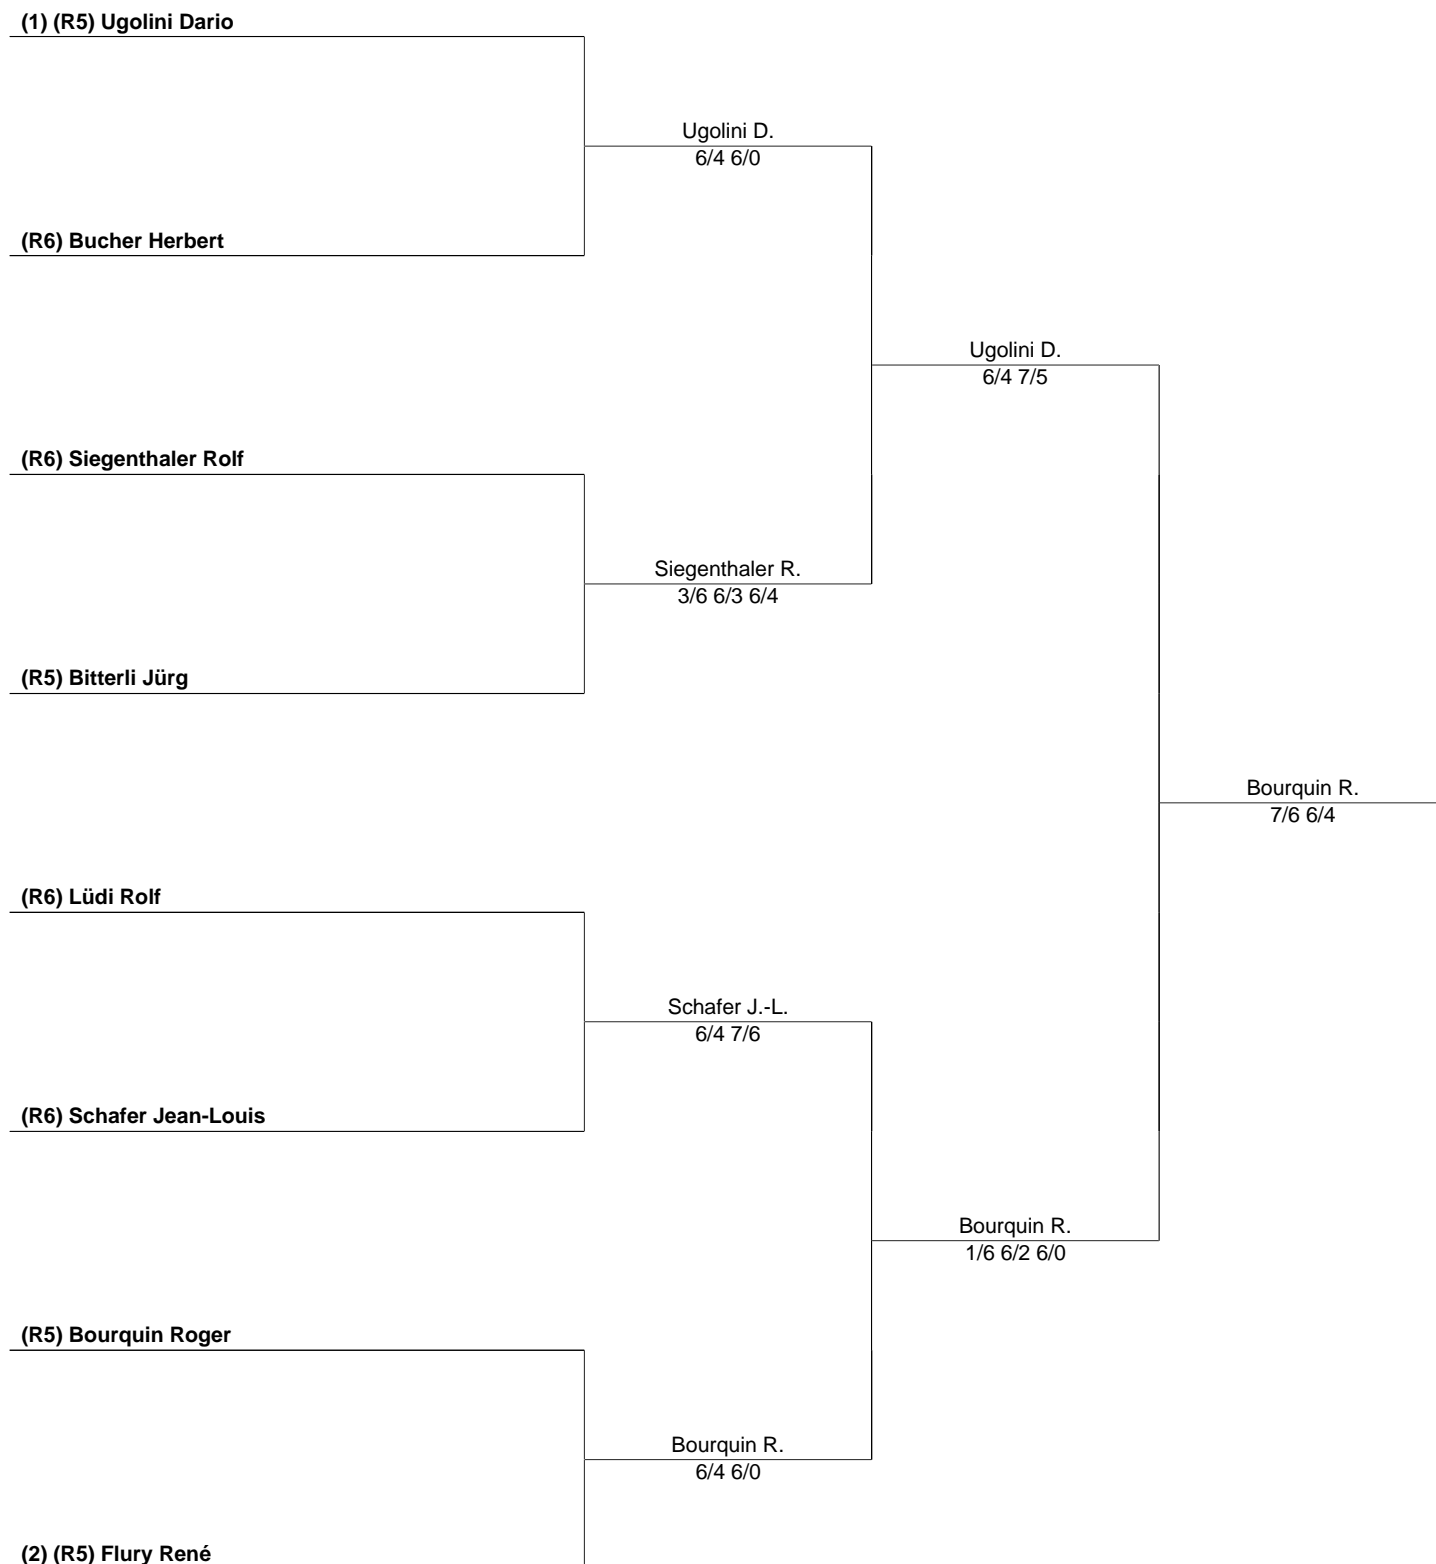 (1) (R5) Ugolini Dario
Ugolini D.
6/4 6/0
(R6) Bucher Herbert
Ugolini D.
6/4 7/5
(R6) Siegenthaler Rolf
Siegenthaler R.
3/6 6/3 6/4
(R5) Bitterli Jürg
Bourquin R.
7/6 6/4
(R6) Lüdi Rolf
Schafer J.-L.
6/4 7/6
(R6) Schafer Jean-Louis
Bourquin R.
1/6 6/2 6/0
(R5) Bourquin Roger
Bourquin R.
6/4 6/0
(2) (R5) Flury René